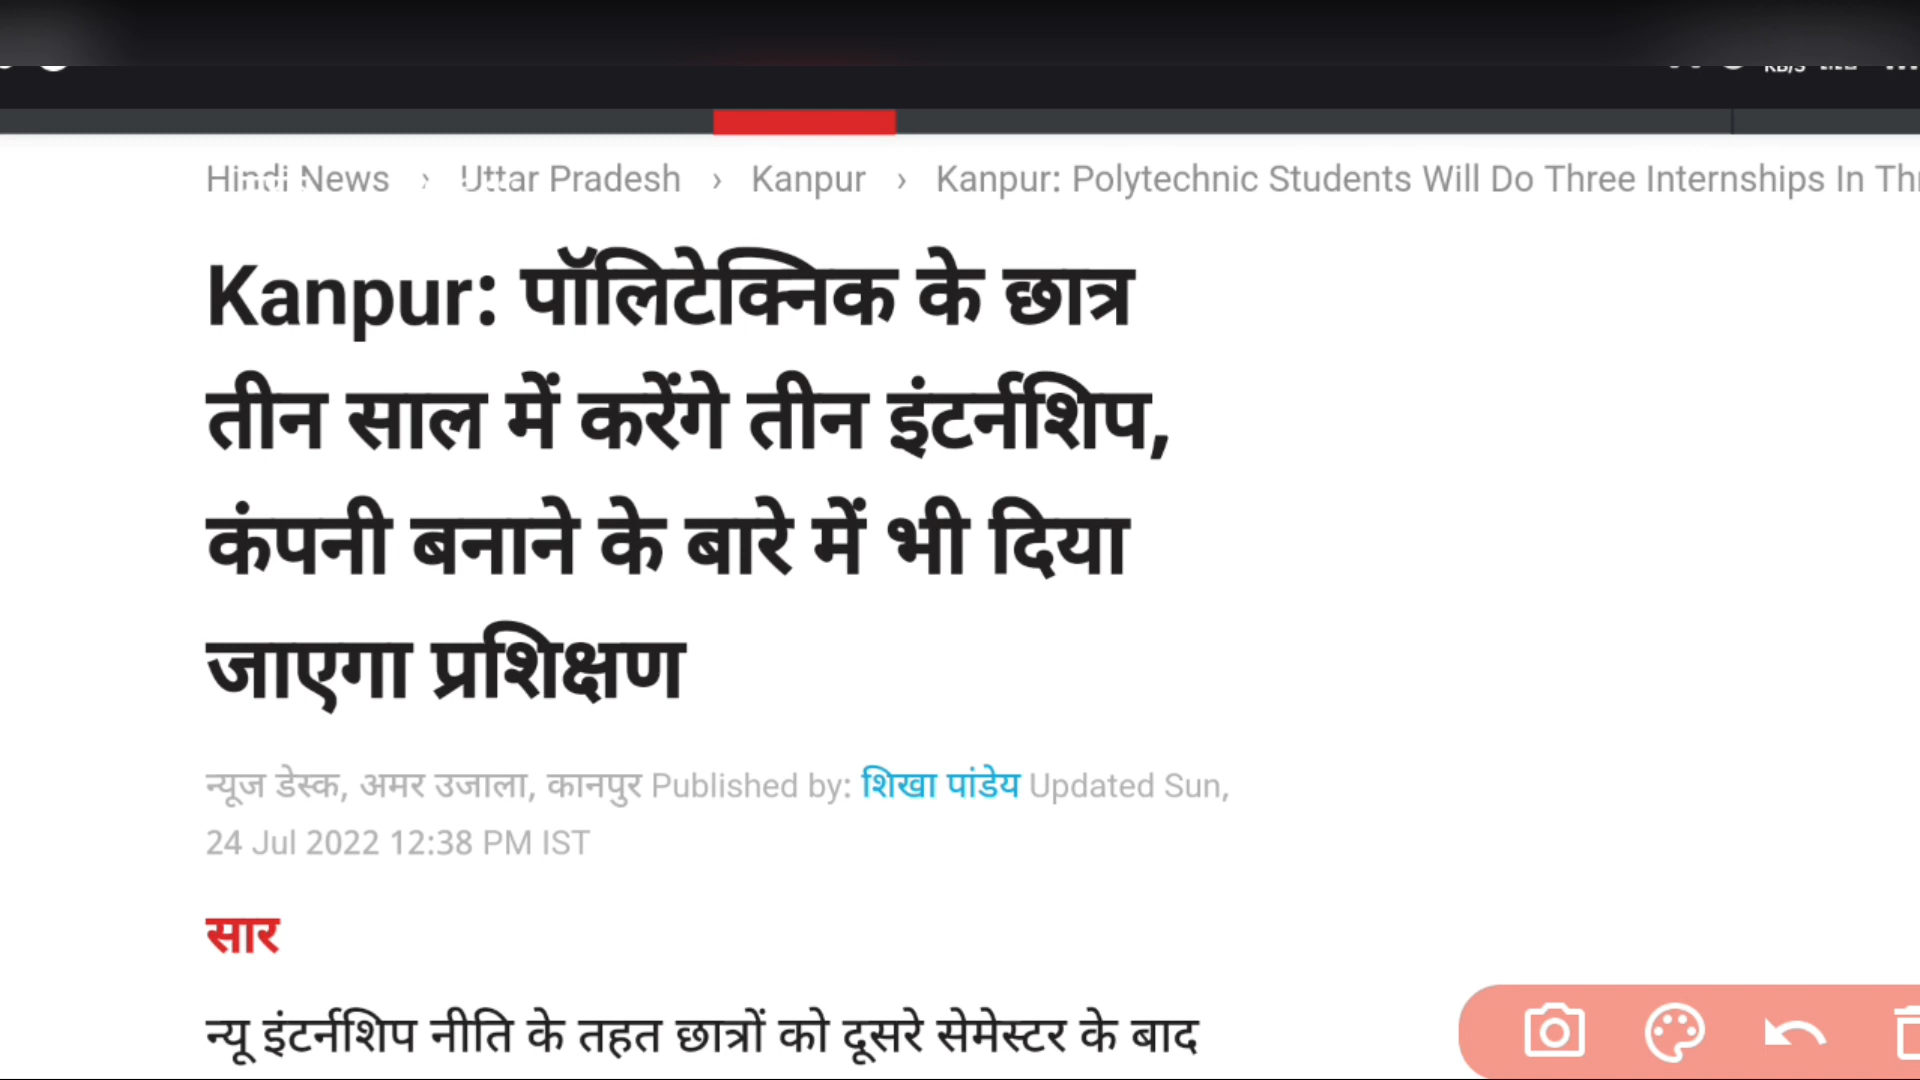 Hindi News › Uttar Pradesh › Kanpur › Kanpur: Polytechnic Students Will Do Three Internships In
Kanpur: पॉलिटेक्निक के छात्र
तीन साल में करेंगे तीन इंटर्नशिप,
कंपनी बनाने के बारे में भी दिया
जाएगा प्रशिक्षण
न्यूज डेस्क, अमर उजाला, कानपुर Published by: शिखा पांडेय Updated Sun,
24 Jul 2022 12:38 PM IST
सार
न्यू इंटर्नशिप नीति के तहत छात्रों को दूसरे सेमेस्टर के बाद